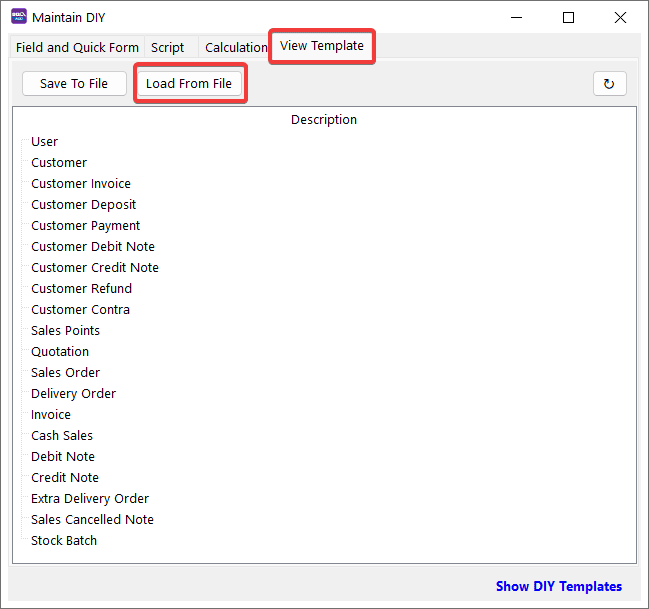 Maintain DIY
Field and Quick Form Script Calculation View Template
Save To File Load From File ↻
Description
User
Customer
Customer Invoice
Customer Deposit
Customer Payment
Customer Debit Note
Customer Credit Note
Customer Refund
Customer Contra
Sales Points
Quotation
Sales Order
Delivery Order
Invoice
Cash Sales
Debit Note
Credit Note
Extra Delivery Order
Sales Cancelled Note
Stock Batch
Show DIY Templates